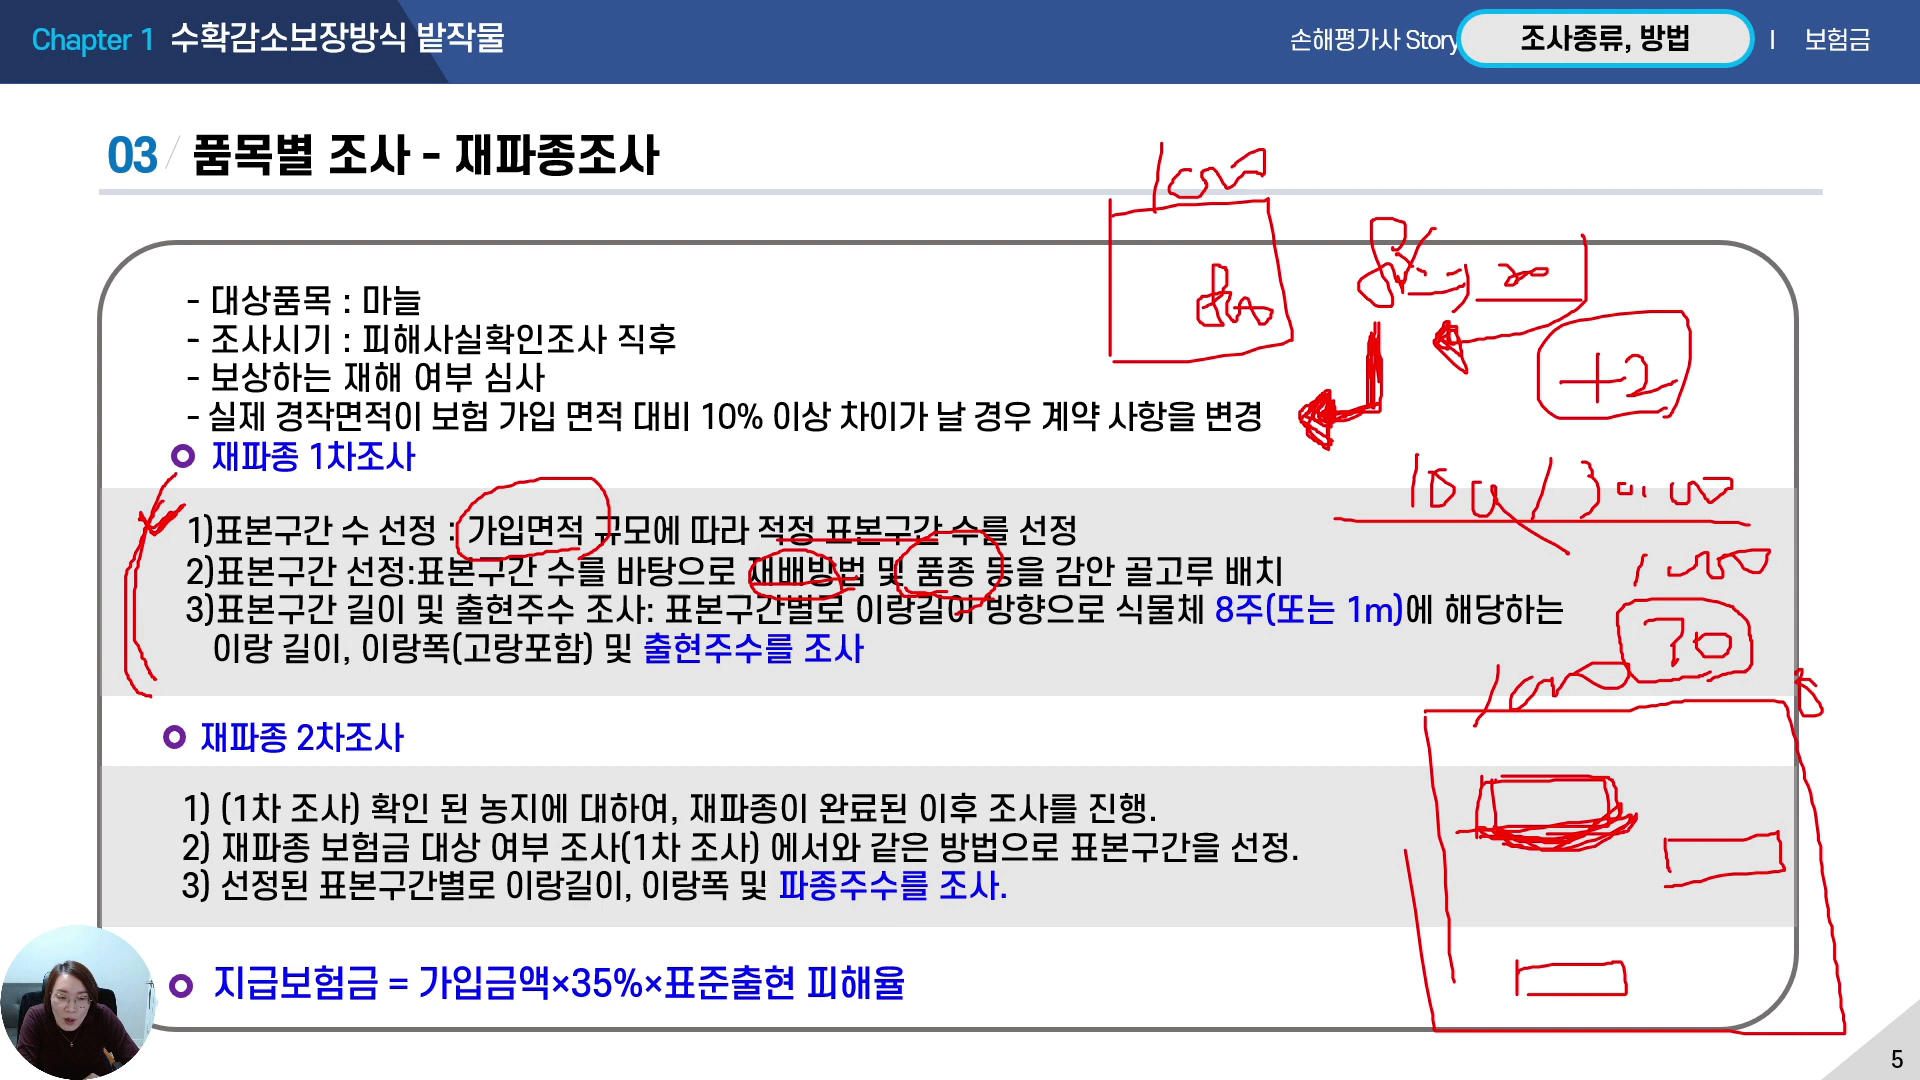 Chapter 1 수확감소보장방식 밭작물
손해평가사 Story
조사종류, 방법
I 보험금
03 / 품목별 조사 - 재파종조사
- 대상품목 : 마늘
- 조사시기 : 피해사실확인조사 직후
- 보상하는 재해 여부 심사
- 실제 경작면적이 보험 가입 면적 대비 10% 이상 차이가 날 경우 계약 사항을 변경
+2
재파종 1차조사
1)표본구간 수 선정 : 가입면적 규모에 따라 적정 표본구간 수를 선정
2)표본구간 선정:표본구간 수를 바탕으로 재배방법 및 품종 등을 감안 골고루 배치
3)표본구간 길이 및 출현주수 조사: 표본구간별로 이랑길이 방향으로 식물체 8주(또는 1m)에 해당하는
이랑 길이, 이랑폭(고랑포함) 및 출현주수를 조사
70
재파종 2차조사
1) (1차 조사) 확인 된 농지에 대하여, 재파종이 완료된 이후 조사를 진행.
2) 재파종 보험금 대상 여부 조사(1차 조사) 에서와 같은 방법으로 표본구간을 선정.
3) 선정된 표본구간별로 이랑길이, 이랑폭 및 파종주수를 조사.
지급보험금 = 가입금액×35%×표준출현 피해율
5